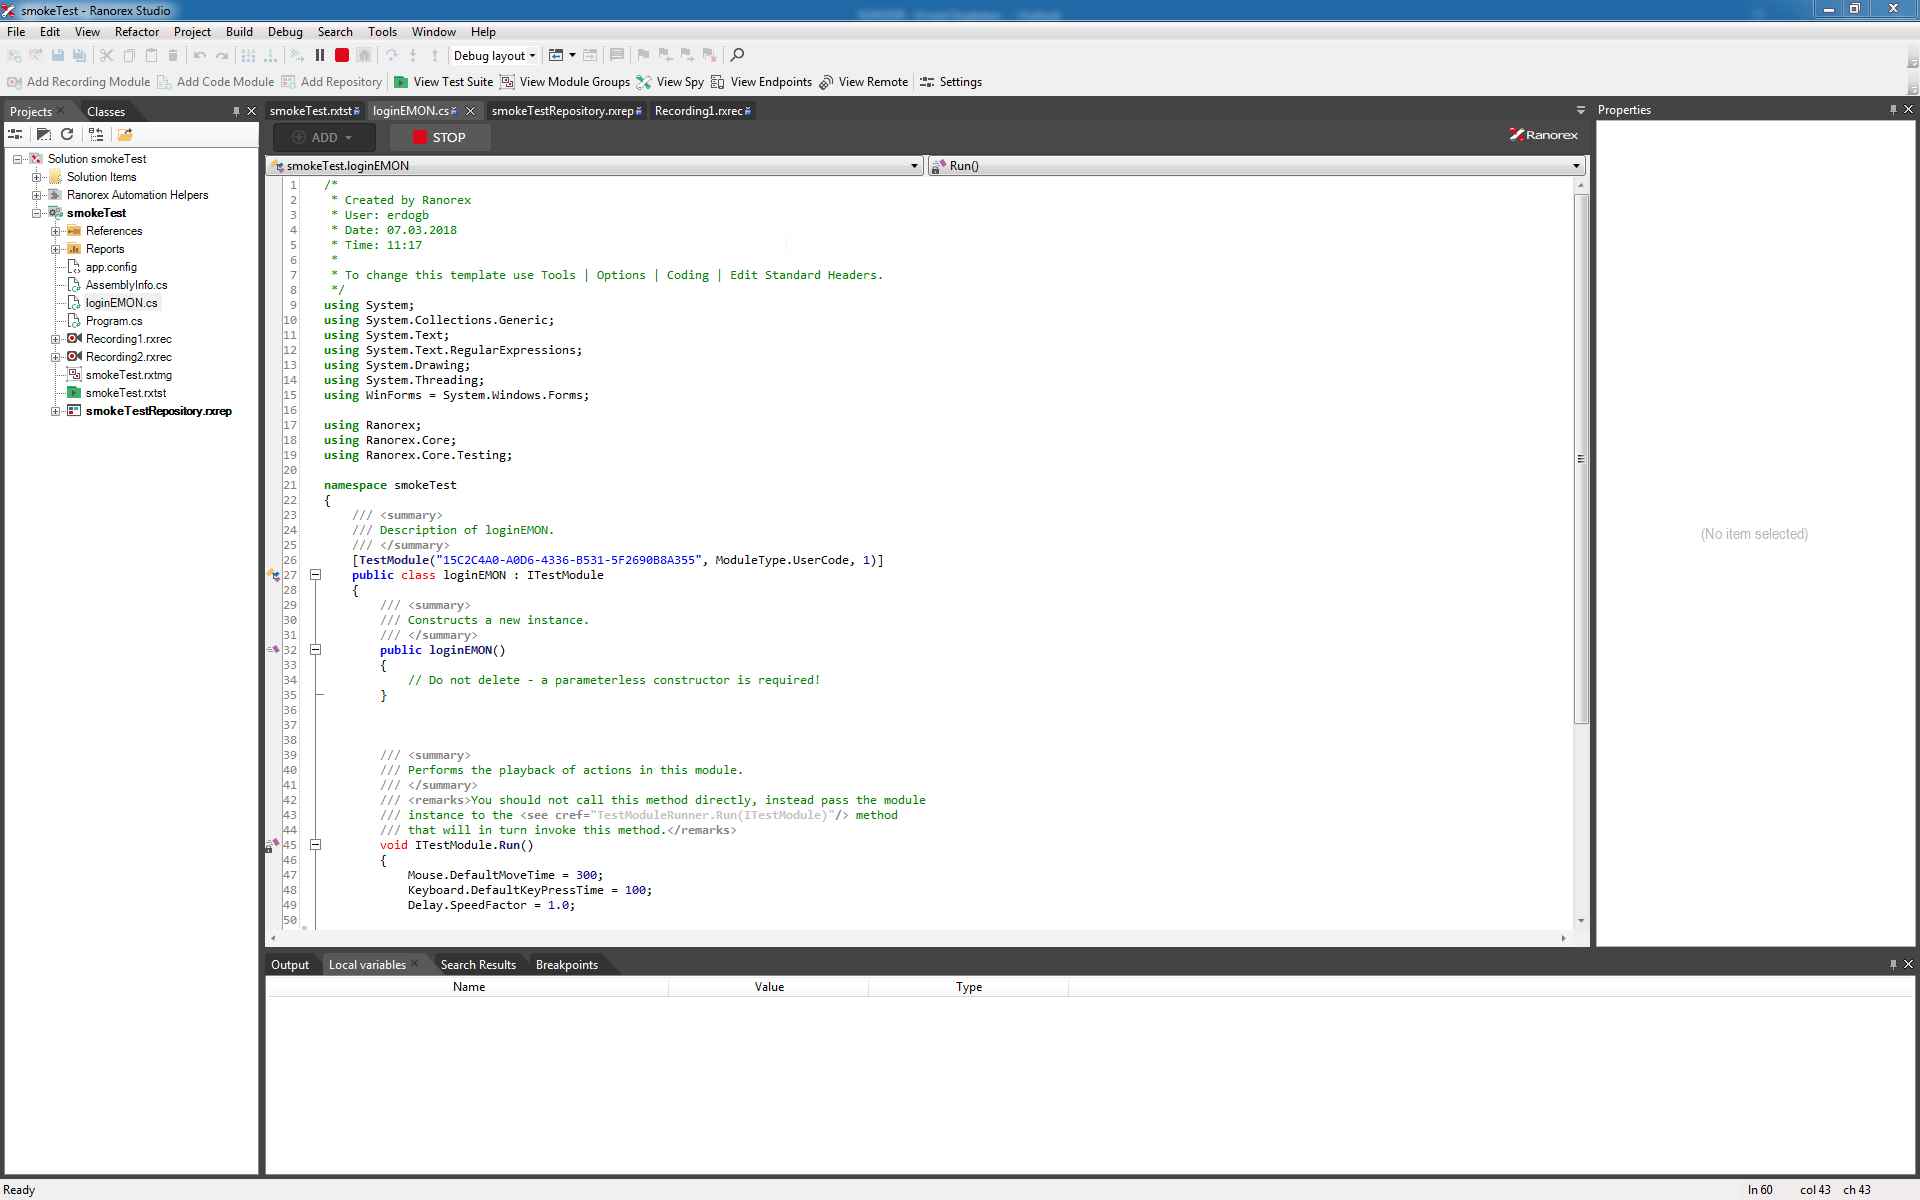 smokeTest - Ranorex Studio
File Edit View Refactor Project Build Debug Search Tools Window Help
Debug layout
Add Recording Module Add Code Module Add Repository View Test Suite View Module Groups View Spy View Endpoints View Remote Settings
Projects Classes
smokeTest.rxtst loginEMON.cs smokeTestRepository.rxrep Recording1.rxrec
Properties
ADD STOP
Ranorex
smokeTest.loginEMON Run()
Solution smokeTest
Solution Items
Ranorex Automation Helpers
smokeTest
References
Reports
app.config
AssemblyInfo.cs
loginEMON.cs
Program.cs
Recording1.rxrec
Recording2.rxrec
smokeTest.rxtmg
smokeTest.rxtst
smokeTestRepository.rxrep
1 /*
2 * Created by Ranorex
3 * User: erdogb
4 * Date: 07.03.2018
5 * Time: 11:17
6 *
7 * To change this template use Tools | Options | Coding | Edit Standard Headers.
8 */
9 using System;
10 using System.Collections.Generic;
11 using System.Text;
12 using System.Text.RegularExpressions;
13 using System.Drawing;
14 using System.Threading;
15 using WinForms = System.Windows.Forms;
16
17 using Ranorex;
18 using Ranorex.Core;
19 using Ranorex.Core.Testing;
20
21 namespace smokeTest
22 {
23 /// <summary>
24 /// Description of loginEMON.
25 /// </summary>
26 [TestModule("15C2C4A0-A0D6-4336-B531-5F2690B8A355", ModuleType.UserCode, 1)]
27 public class loginEMON : ITestModule
28 {
29 /// <summary>
30 /// Constructs a new instance.
31 /// </summary>
32 public loginEMON()
33 {
34 // Do not delete - a parameterless constructor is required!
35 }
36
37
38
39 /// <summary>
40 /// Performs the playback of actions in this module.
41 /// </summary>
42 /// <remarks>You should not call this method directly, instead pass the module
43 /// instance to the <see cref="TestModuleRunner.Run(ITestModule)"/> method
44 /// that will in turn invoke this method.</remarks>
45 void ITestModule.Run()
46 {
47 Mouse.DefaultMoveTime = 300;
48 Keyboard.DefaultKeyPressTime = 100;
49 Delay.SpeedFactor = 1.0;
50
(No item selected)
Output Local variables Search Results Breakpoints
Name Value Type
Ready
ln 60 col 43 ch 43